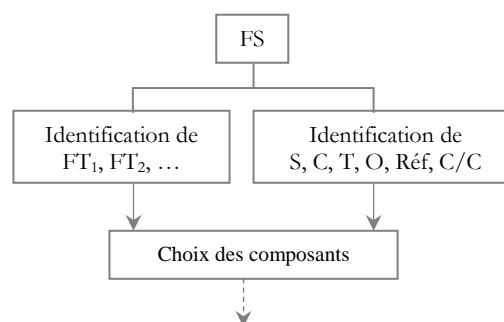 FS
Identification de
FT₁, FT₂, …
Identification de
S, C, T, O, Réf, C/C
Choix des composants